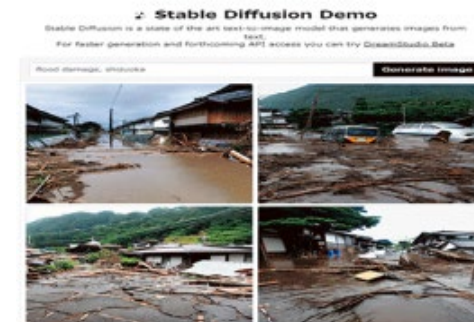 Stable Diffusion Demo
Stable Diffusion is a state of the art text-to-image model that generates images from
text.
For faster generation and forthcoming API access you can try DreamStudio Beta
flood damage, shizuoka
Generate image